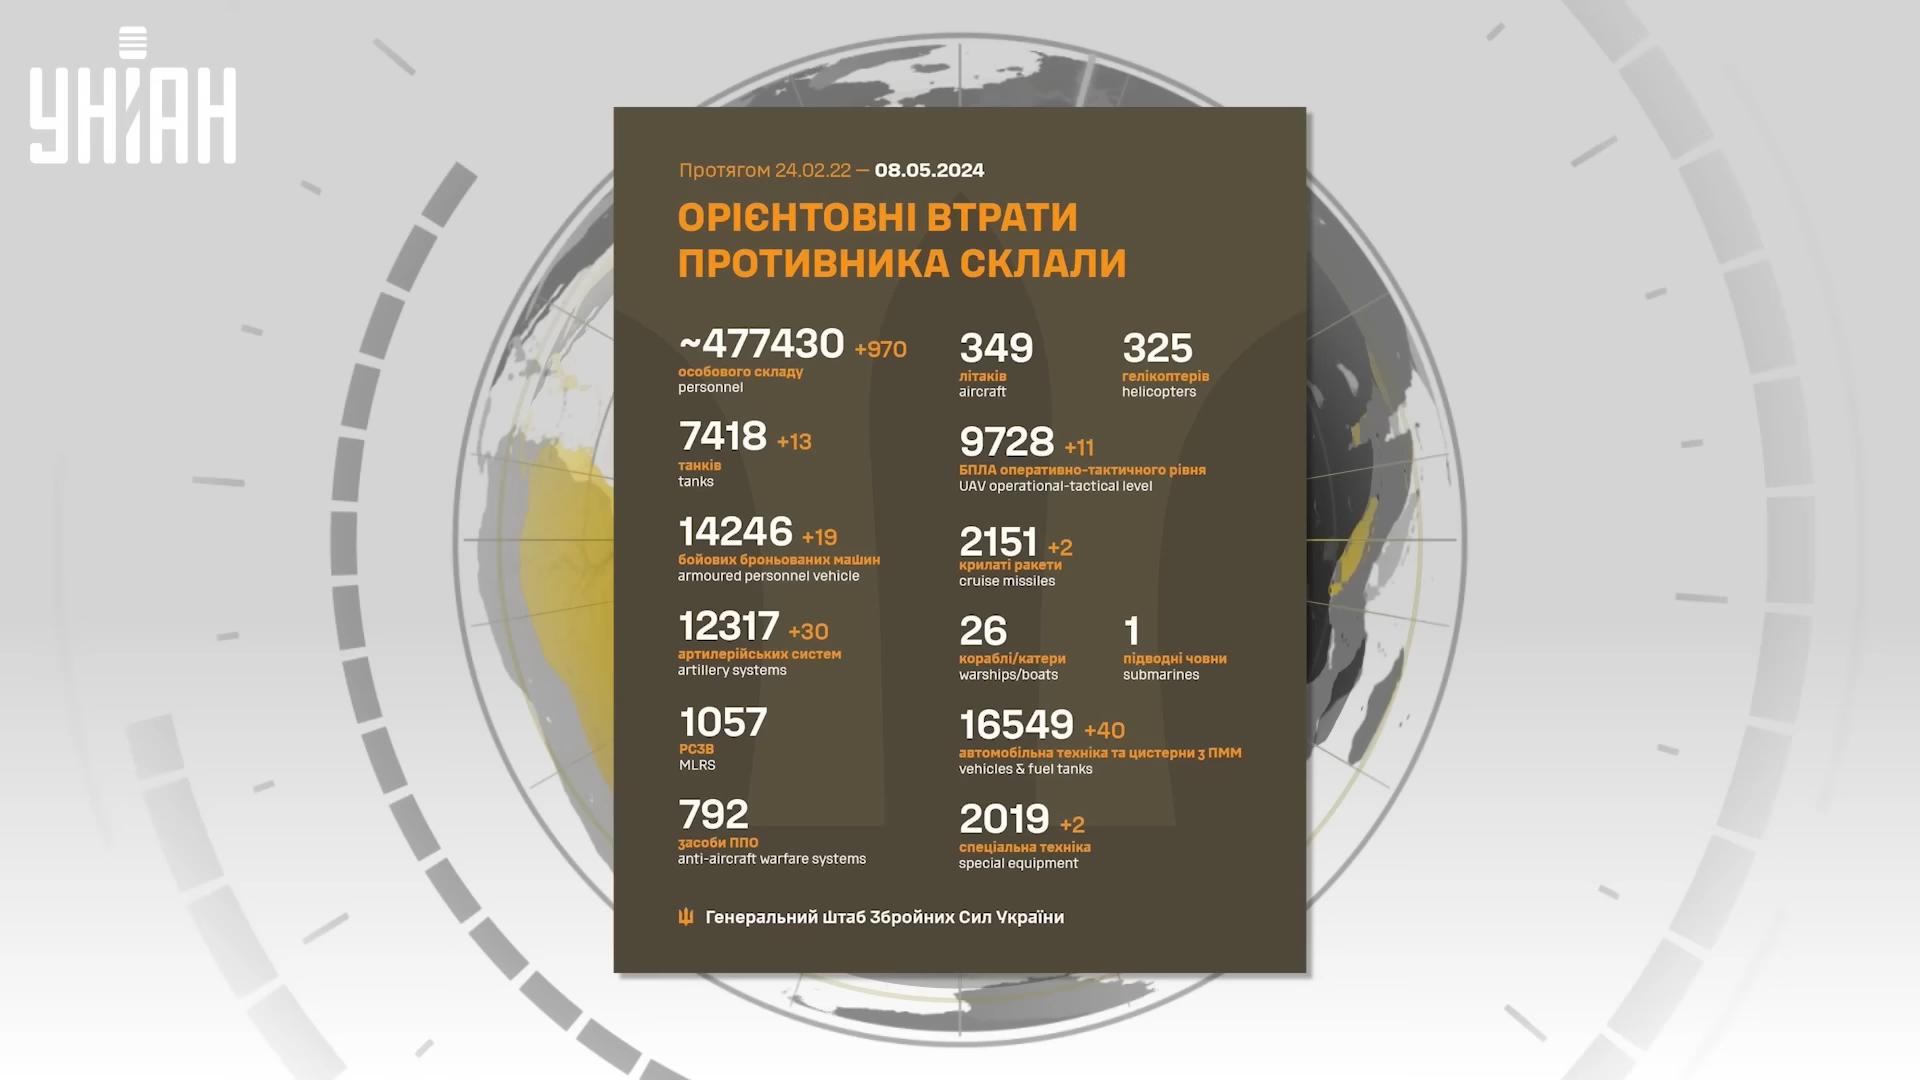 УНІАН
Протягом 24.02.22 — 08.05.2024
ОРІЄНТОВНІ ВТРАТИ
ПРОТИВНИКА СКЛАЛИ
~477430 +970
особового складу
personnel
349
літаків
aircraft
325
гелікоптерів
helicopters
7418 +13
танків
tanks
9728 +11
БПЛА оперативно-тактичного рівня
UAV operational-tactical level
14246 +19
бойових броньованих машин
armoured personnel vehicle
2151 +2
крилаті ракети
cruise missiles
12317 +30
артилерійських систем
artillery systems
26
кораблі/катери
warships/boats
1
підводні човни
submarines
1057
РСЗВ
MLRS
16549 +40
автомобільна техніка та цистерни з ПММ
vehicles & fuel tanks
792
засоби ППО
anti-aircraft warfare systems
2019 +2
спеціальна техніка
special equipment
Генеральний штаб Збройних Сил України